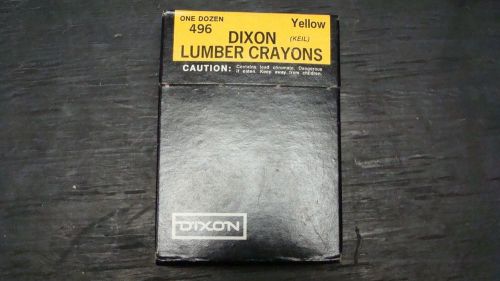 ONE DOZEN Yellow
496 DIXON (KEIL)
LUMBER CRAYONS
CAUTION: Contains lead chromate. Dangerous
if eaten. Keep away from children.
DIXON